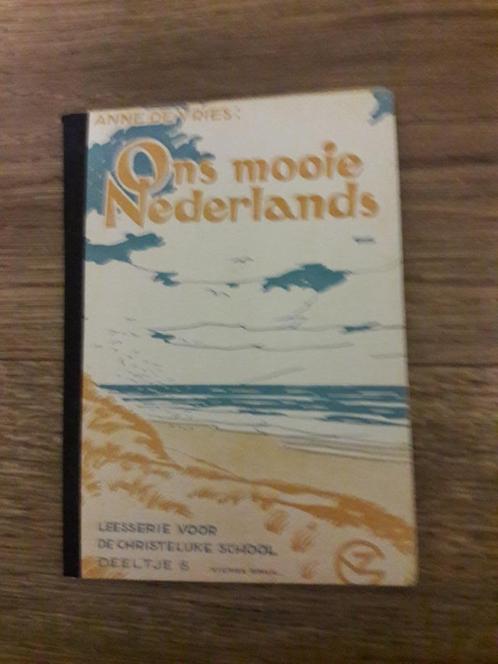 ANNE DE VRIES:
Ons mooie
Nederlands
LEESSERIE VOOR
DE CHRISTELIJKE SCHOOL
DEELTJE 6